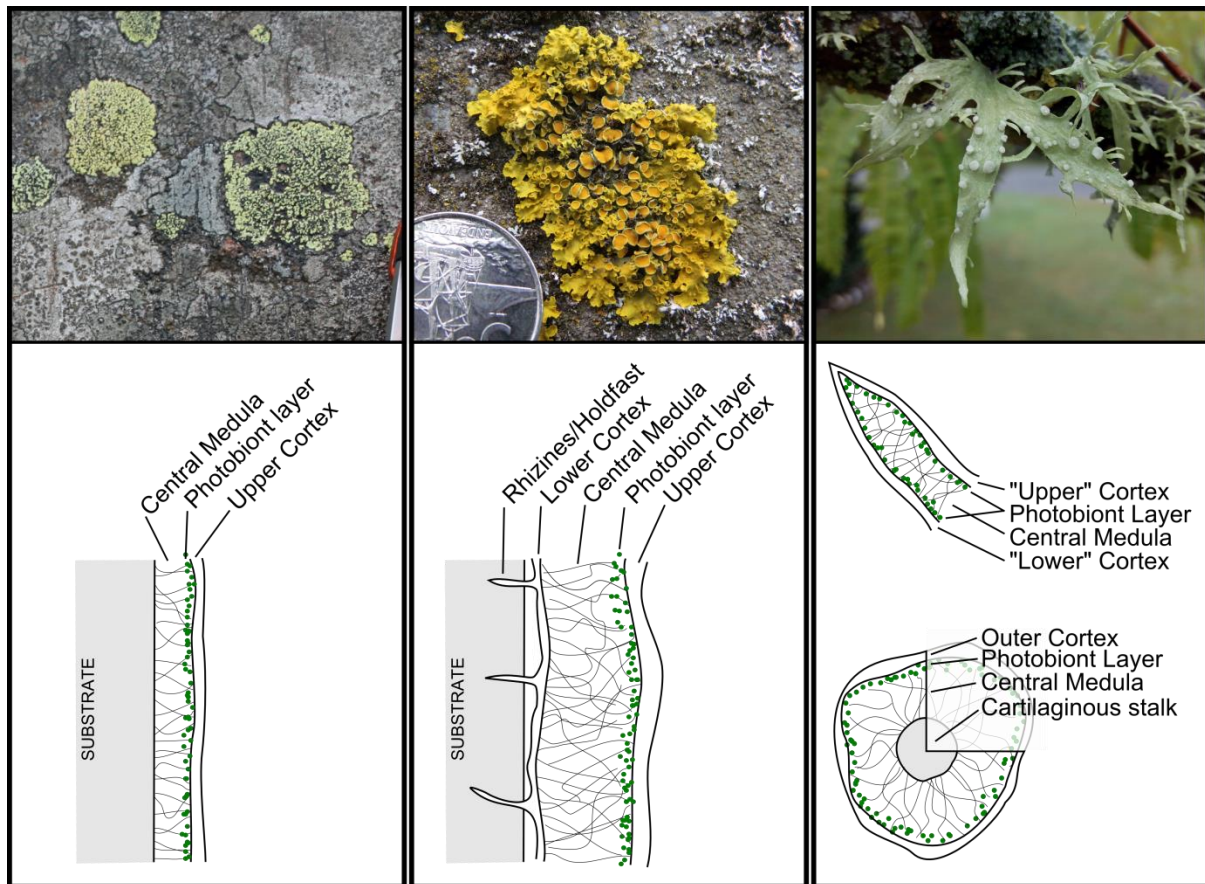 Central Medula
Photobiont layer
Upper Cortex
SUBSTRATE
Rhizines/Holdfast
Lower Cortex
Central Medula
Photobiont layer
Upper Cortex
SUBSTRATE
"Upper" Cortex
Photobiont Layer
Central Medula
"Lower" Cortex
Outer Cortex
Photobiont Layer
Central Medula
Cartilaginous stalk